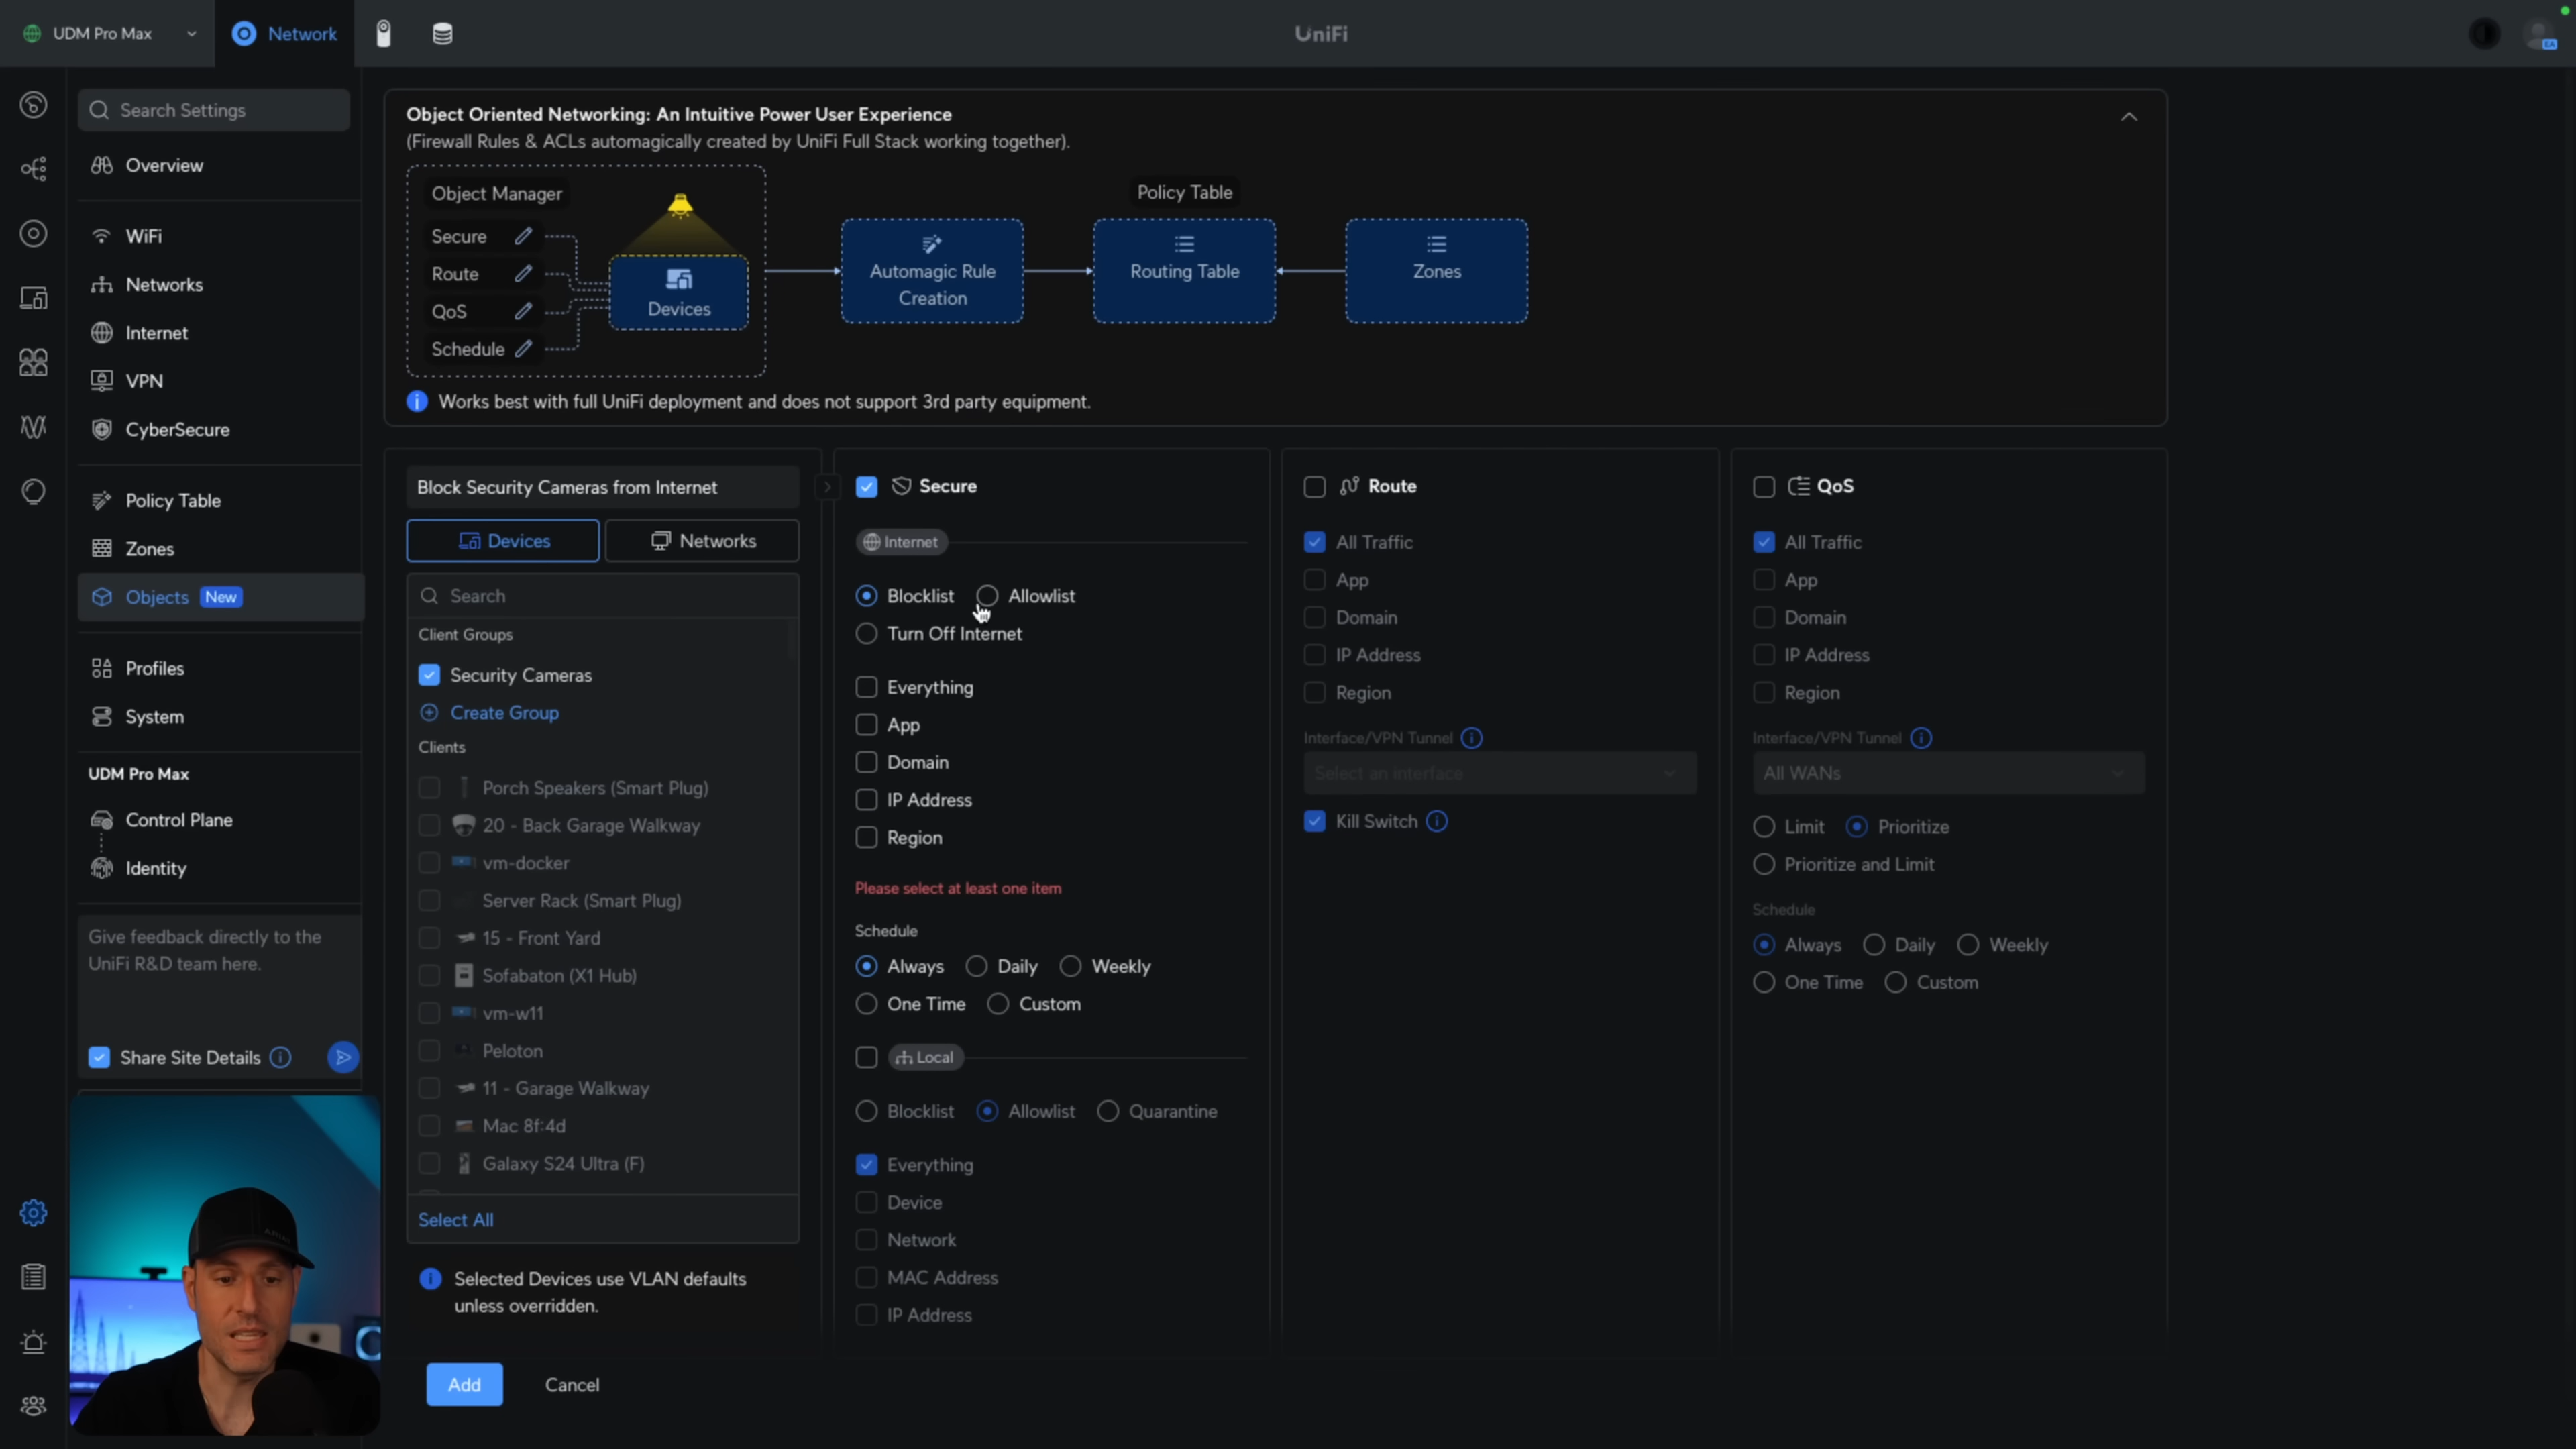 UDM Pro Max
Network
UniFi
Search Settings
Overview
WiFi
Networks
Internet
VPN
CyberSecure
Policy Table
Zones
Objects New
Profiles
System
UDM Pro Max
Control Plane
Identity
Give feedback directly to the
UniFi R&D team here.
Share Site Details
Object Oriented Networking: An Intuitive Power User Experience
(Firewall Rules & ACLs automagically created by UniFi Full Stack working together).
Object Manager
Secure
Route
QoS
Schedule
Devices
Automagic Rule
Creation
Policy Table
Routing Table
Zones
Works best with full UniFi deployment and does not support 3rd party equipment.
Block Security Cameras from Internet
Devices
Networks
Search
Client Groups
Security Cameras
Create Group
Clients
Porch Speakers (Smart Plug)
20 - Back Garage Walkway
vm-docker
Server Rack (Smart Plug)
15 - Front Yard
Sofabaton (X1 Hub)
vm-w11
Peloton
11 - Garage Walkway
Mac 8f:4d
Galaxy S24 Ultra (F)
Select All
Selected Devices use VLAN defaults
unless overridden.
Add
Cancel
Secure
Internet
Blocklist Allowlist
Turn Off Internet
Everything
App
Domain
IP Address
Region
Please select at least one item
Schedule
Always Daily Weekly
One Time Custom
Local
Blocklist Allowlist Quarantine
Everything
Device
Network
MAC Address
IP Address
Route
All Traffic
App
Domain
IP Address
Region
Interface/VPN Tunnel
Select an interface
Kill Switch
QoS
All Traffic
App
Domain
IP Address
Region
Interface/VPN Tunnel
All WANs
Limit Prioritize
Prioritize and Limit
Schedule
Always Daily Weekly
One Time Custom